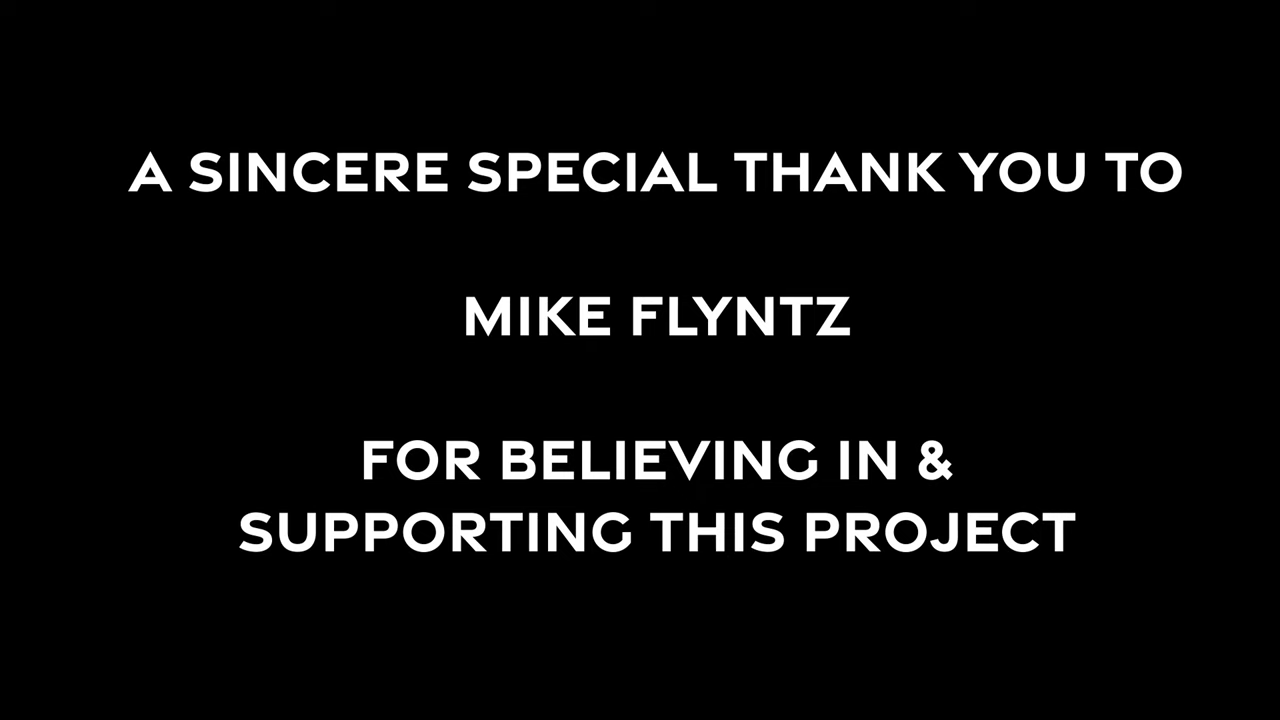 A SINCERE SPECIAL THANK YOU TO
MIKE FLYNTZ
FOR BELIEVING IN &
SUPPORTING THIS PROJECT